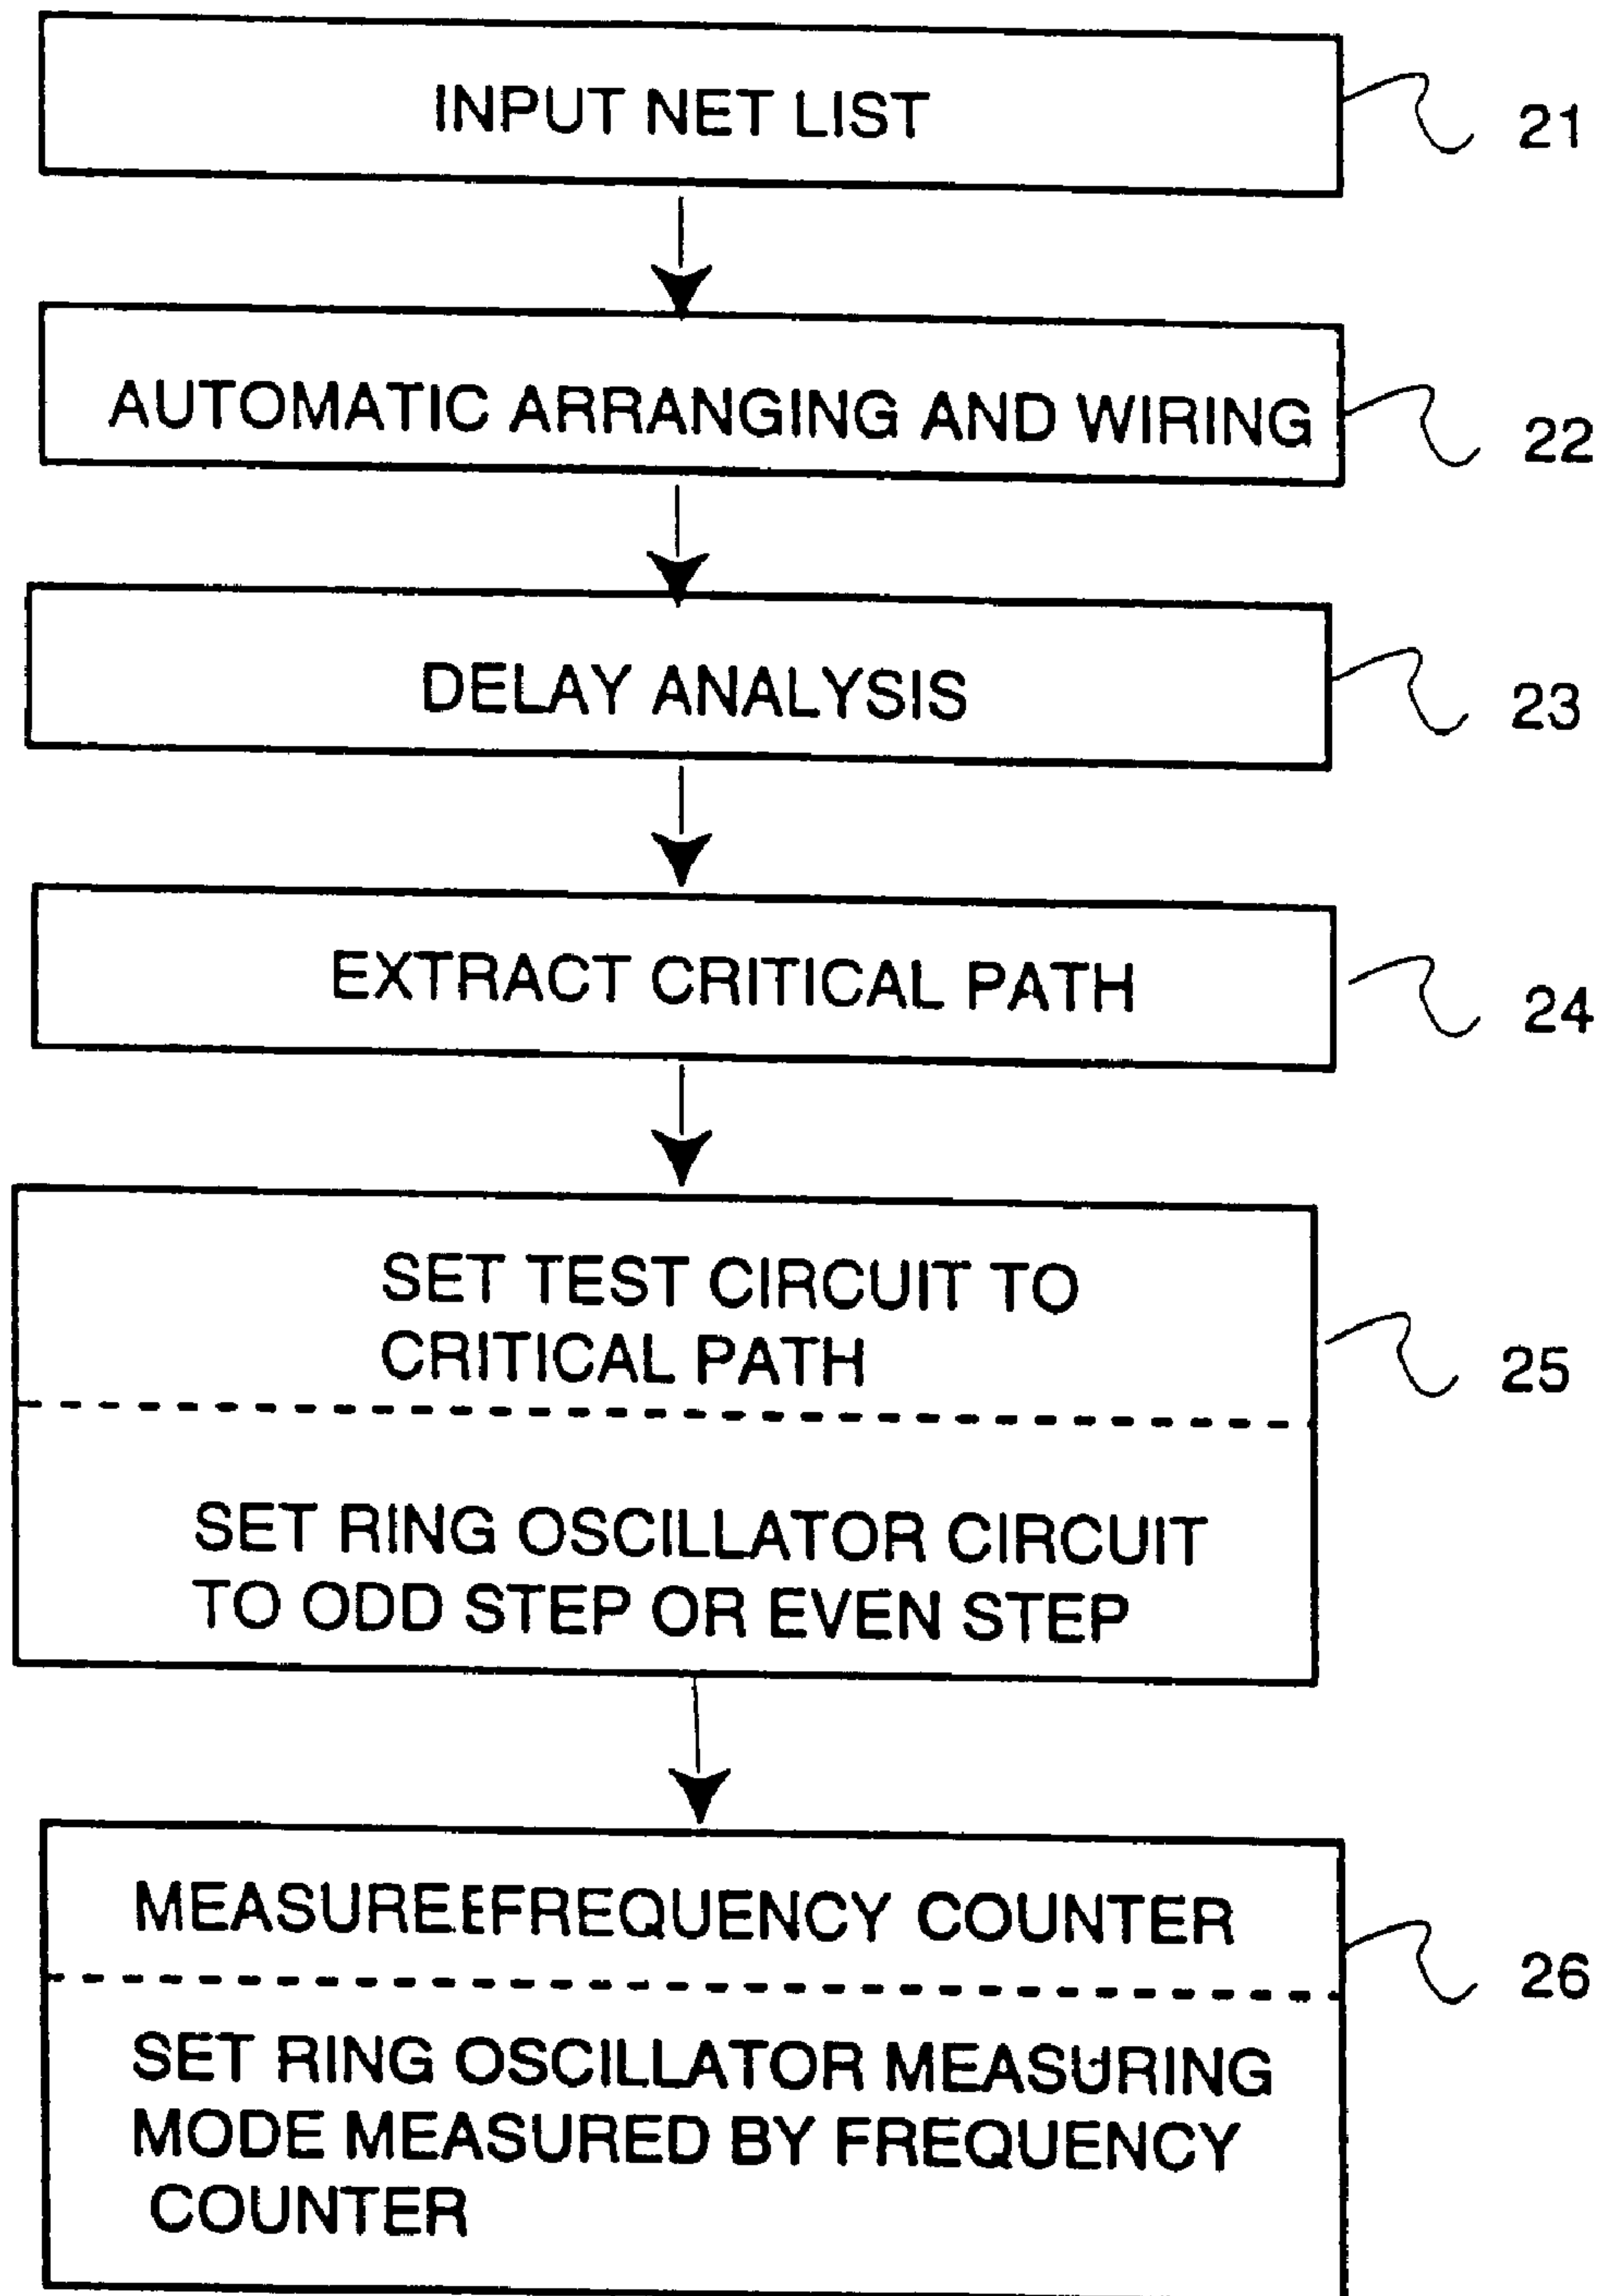 INPUT NET LIST
21
AUTOMATIC ARRANGING AND WIRING
22
DELAY ANALYSIS
23
EXTRACT CRITICAL PATH
24
SET TEST CIRCUIT TO
CRITICAL PATH
25
SET RING OSCILLATOR CIRCUIT
TO ODD STEP OR EVEN STEP
MEASURE FREQUENCY COUNTER
26
SET RING OSCILLATOR MEASURING
MODE MEASURED BY FREQUENCY
COUNTER